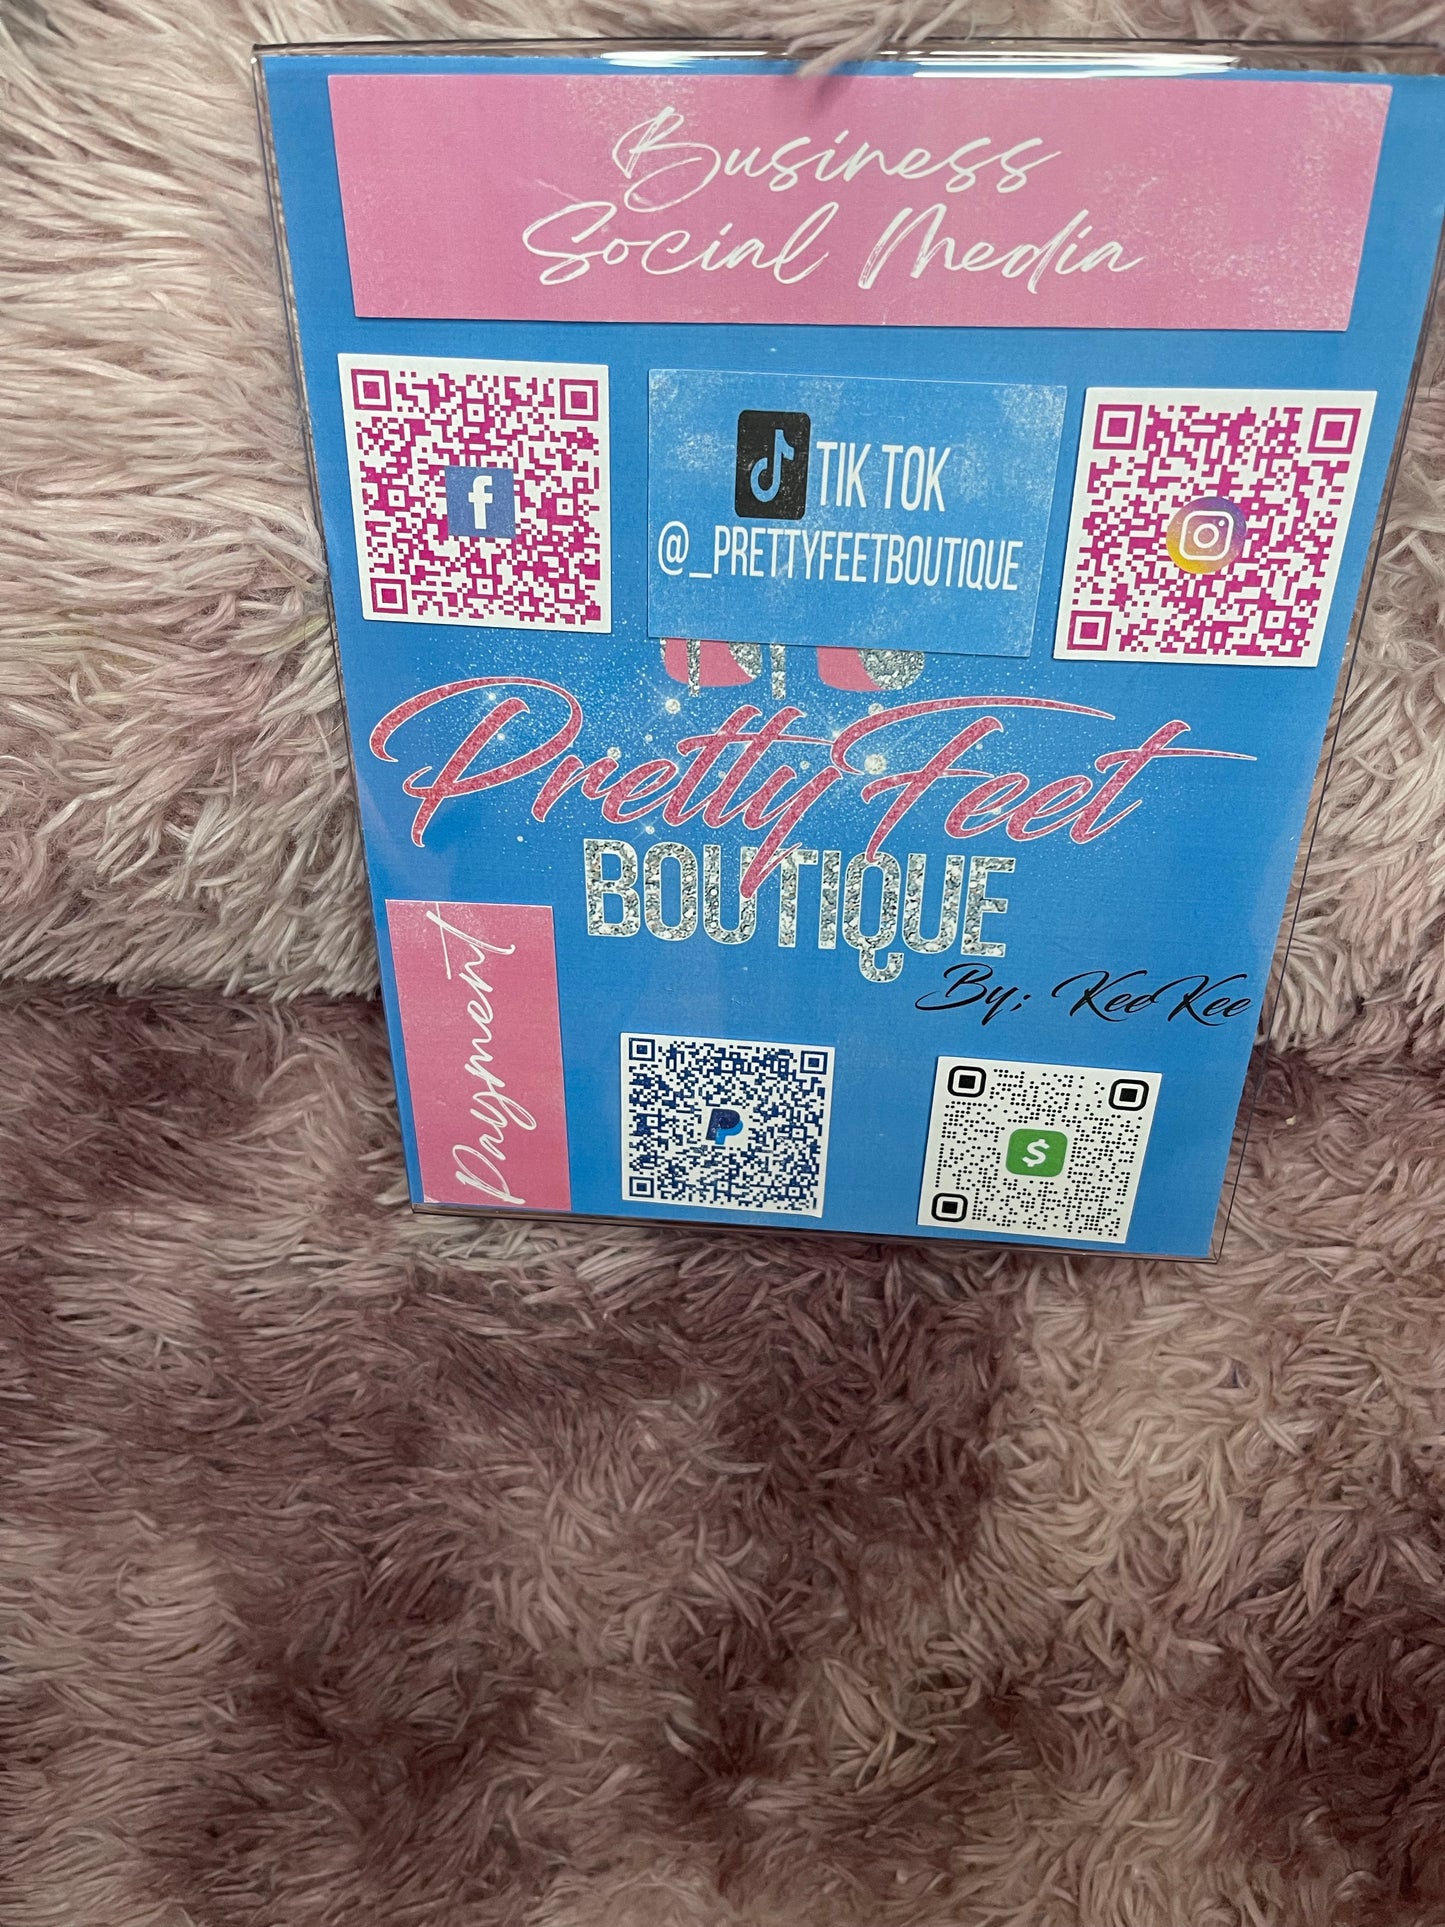 Business
Social Media
TIK TOK
@_PRETTYFEETBOUTIQUE
Pretty Feet
BOUTIQUE
By; KeeKee
Payment